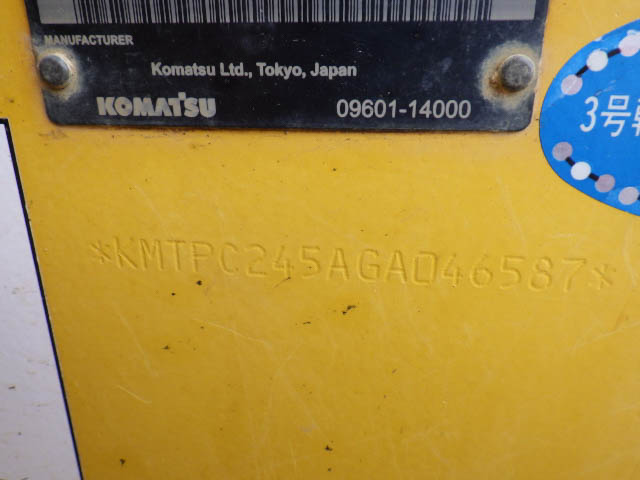 MANUFACTURER
Komatsu Ltd., Tokyo, Japan
KOMATSU 09601-14000
3号
*KMTPC245AGA046587*